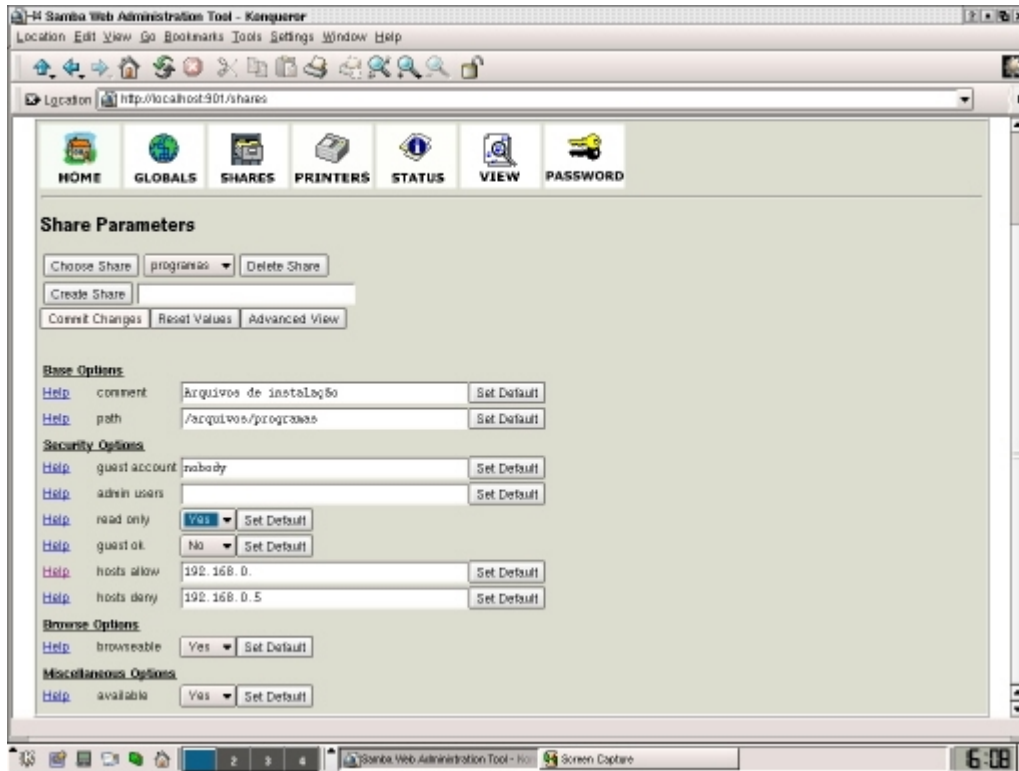 Samba Web Administration Tool - Konqueror
Location Edit View Go Bookmarks Tools Settings Window Help
Location http://localhost:901/shares
HOME GLOBALS SHARES PRINTERS STATUS VIEW PASSWORD
Share Parameters
Choose Share programas Delete Share
Create Share
Commit Changes Reset Values Advanced View
Base Options
Help comment Arquivos de instalação Set Default
Help path /arquivos/programas Set Default
Security Options
Help guest account nobody Set Default
Help admin users Set Default
Help read only Yes Set Default
Help guest ok No Set Default
Help hosts allow 192.168.0. Set Default
Help hosts deny 192.168.0.5 Set Default
Browse Options
Help browseable Yes Set Default
Miscellaneous Options
Help available Yes Set Default
2 3 4 Samba Web Administration Tool - Kon Screen Capture 6:08